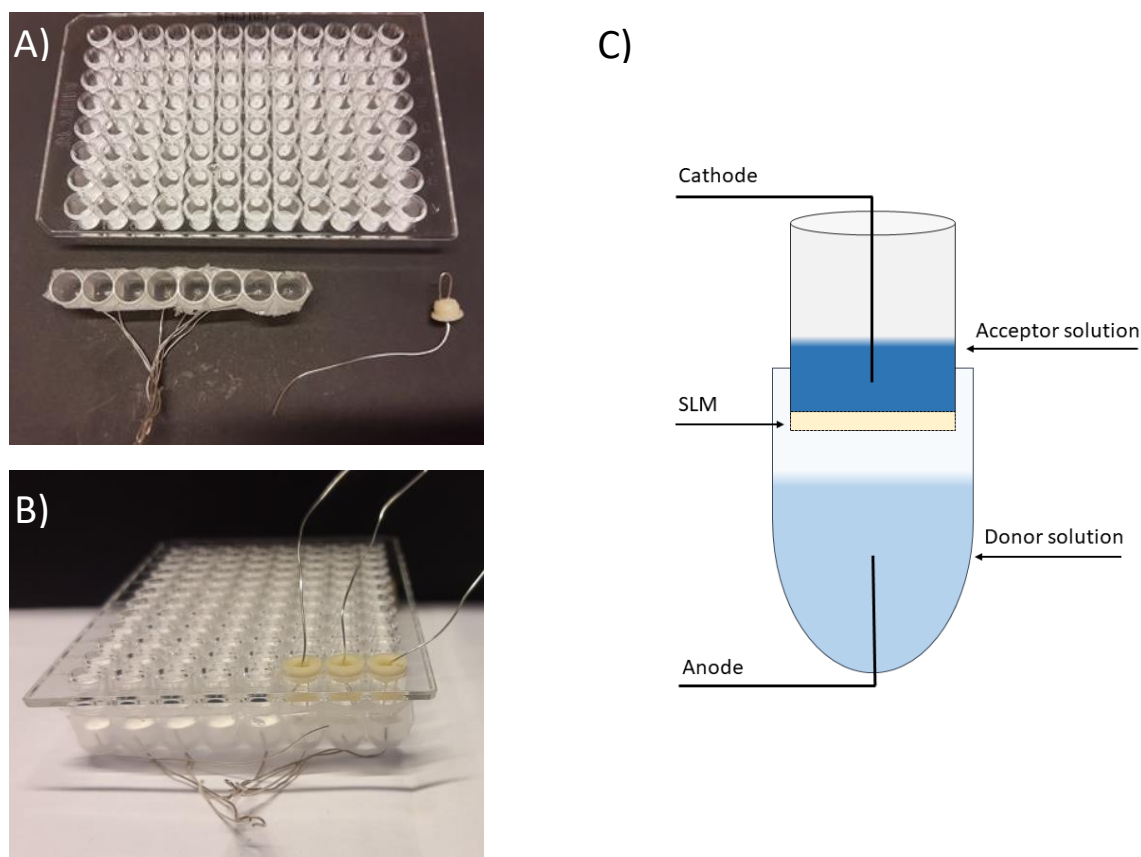 A)
B)
C)
Cathode
Acceptor solution
SLM
Donor solution
Anode